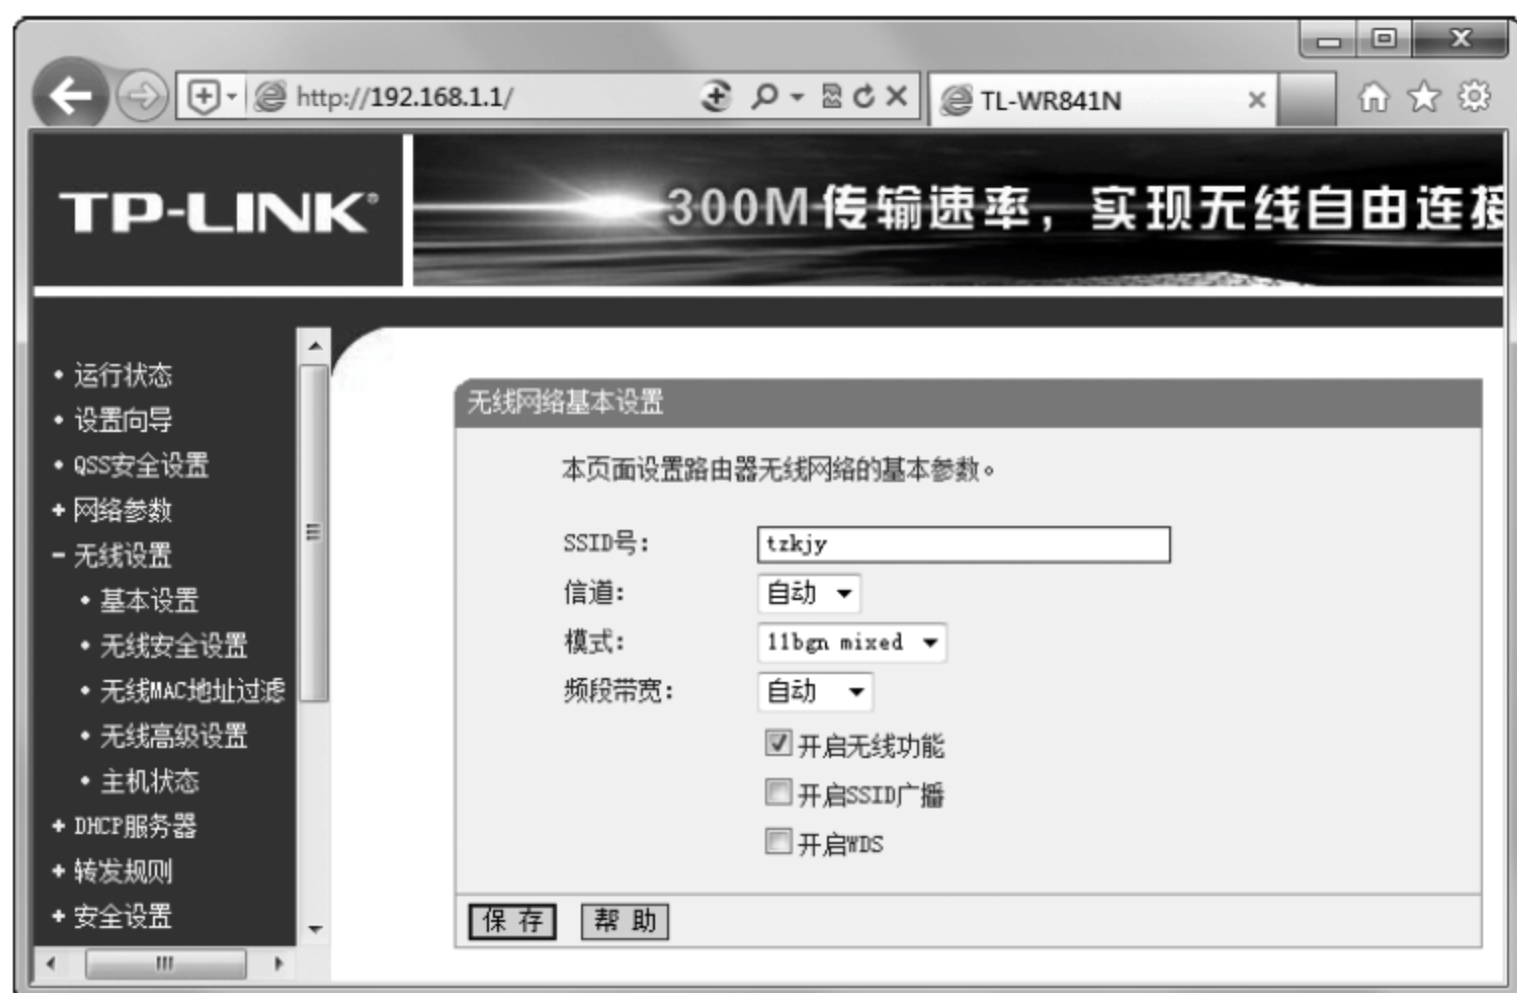 http://192.168.1.1/
TL-WR841N
TP-LINK®
300M传输速率，实现无线自由连接
运行状态
设置向导
QSS安全设置
+ 网络参数
- 无线设置
基本设置
无线安全设置
无线MAC地址过滤
无线高级设置
主机状态
+ DHCP服务器
+ 转发规则
+ 安全设置
无线网络基本设置
本页面设置路由器无线网络的基本参数。
SSID号： tzkjy
信道： 自动
模式： 11bgn mixed
频段带宽： 自动
开启无线功能
开启SSID广播
开启WDS
保 存 帮 助